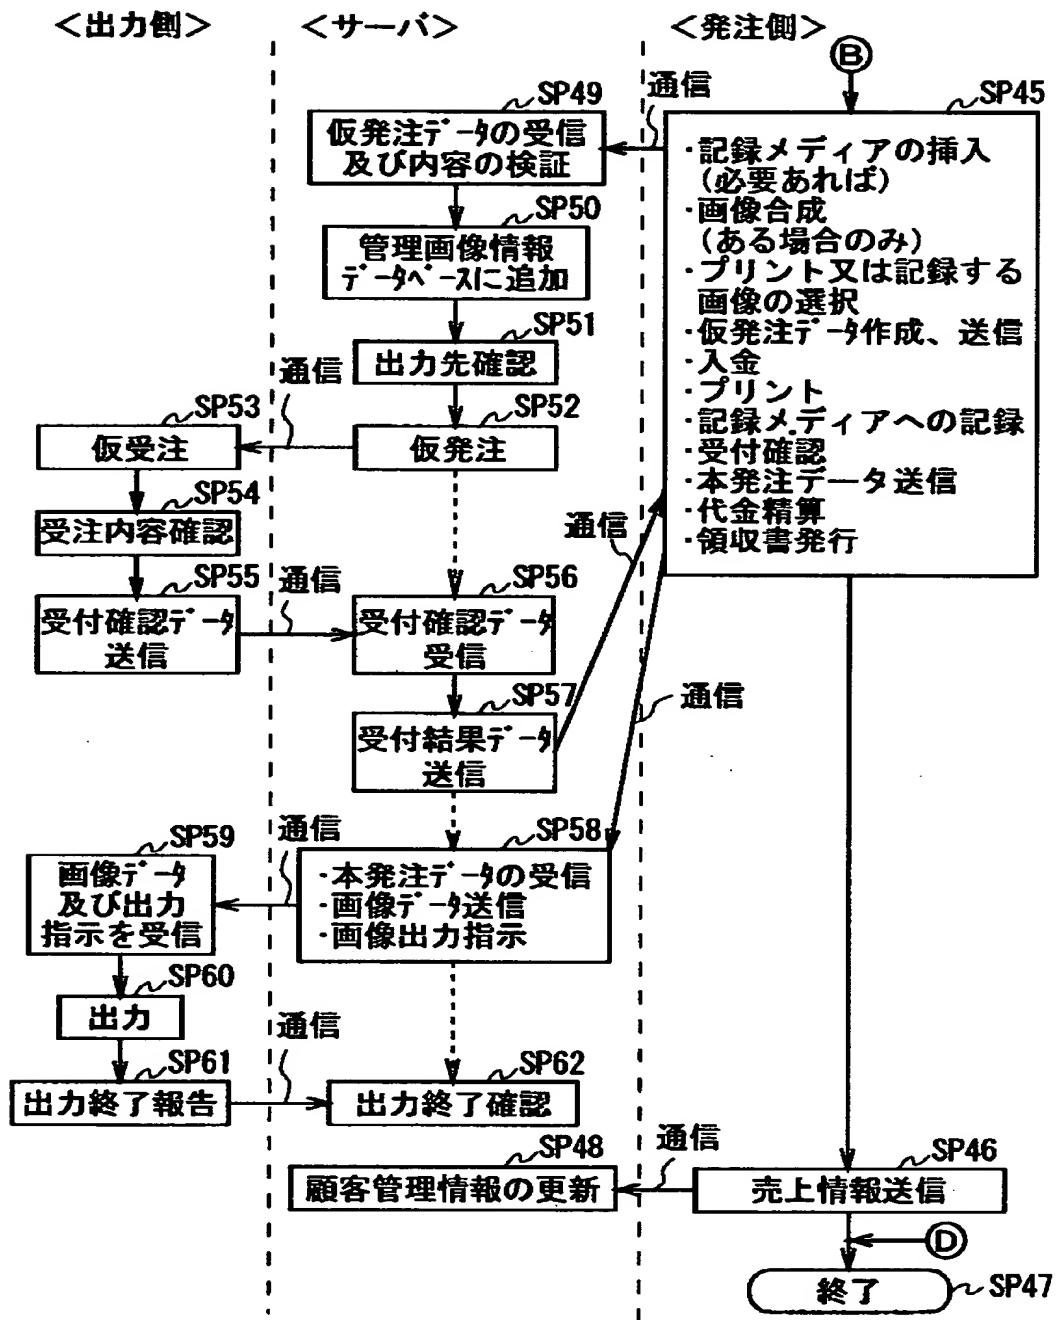 <出力側>
<サーバ>
<発注側>
B
通信
SP45
・記録メディアの挿入
(必要あれば)
・画像合成
(ある場合のみ)
・プリント又は記録する
画像の選択
・仮発注データ作成、送信
・入金
・プリント
・記録メディアへの記録
・受付確認
・本発注データ送信
・代金精算
・領収書発行
SP49
仮発注データの受信
及び内容の検証
SP50
管理画像情報
データベースに追加
SP51
出力先確認
通信
SP52
仮発注
SP53
仮受注
SP54
受注内容確認
SP55
受付確認データ
送信
通信
SP56
受付確認データ
受信
SP57
受付結果データ
送信
通信
通信
SP58
・本発注データの受信
・画像データ送信
・画像出力指示
通信
SP59
画像データ
及び出力
指示を受信
SP60
出力
SP61
出力終了報告
通信
SP62
出力終了確認
SP48
顧客管理情報の更新
通信
SP46
売上情報送信
D
終了
SP47